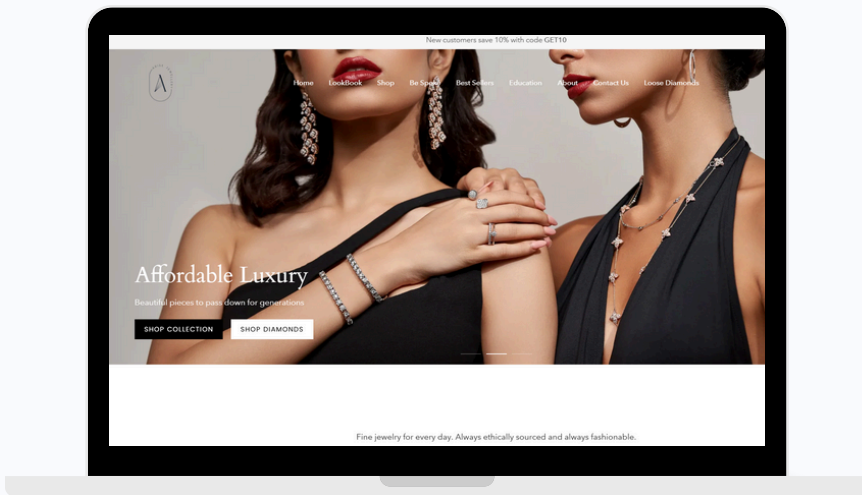 New customers save 10% with code GET10
A
Home LookBook Shop Be Spoke Best Sellers Education About Contact Us Loose Diamonds
Affordable Luxury
Beautiful pieces to pass down for generations
SHOP COLLECTION SHOP DIAMONDS
Fine jewelry for every day. Always ethically sourced and always fashionable.